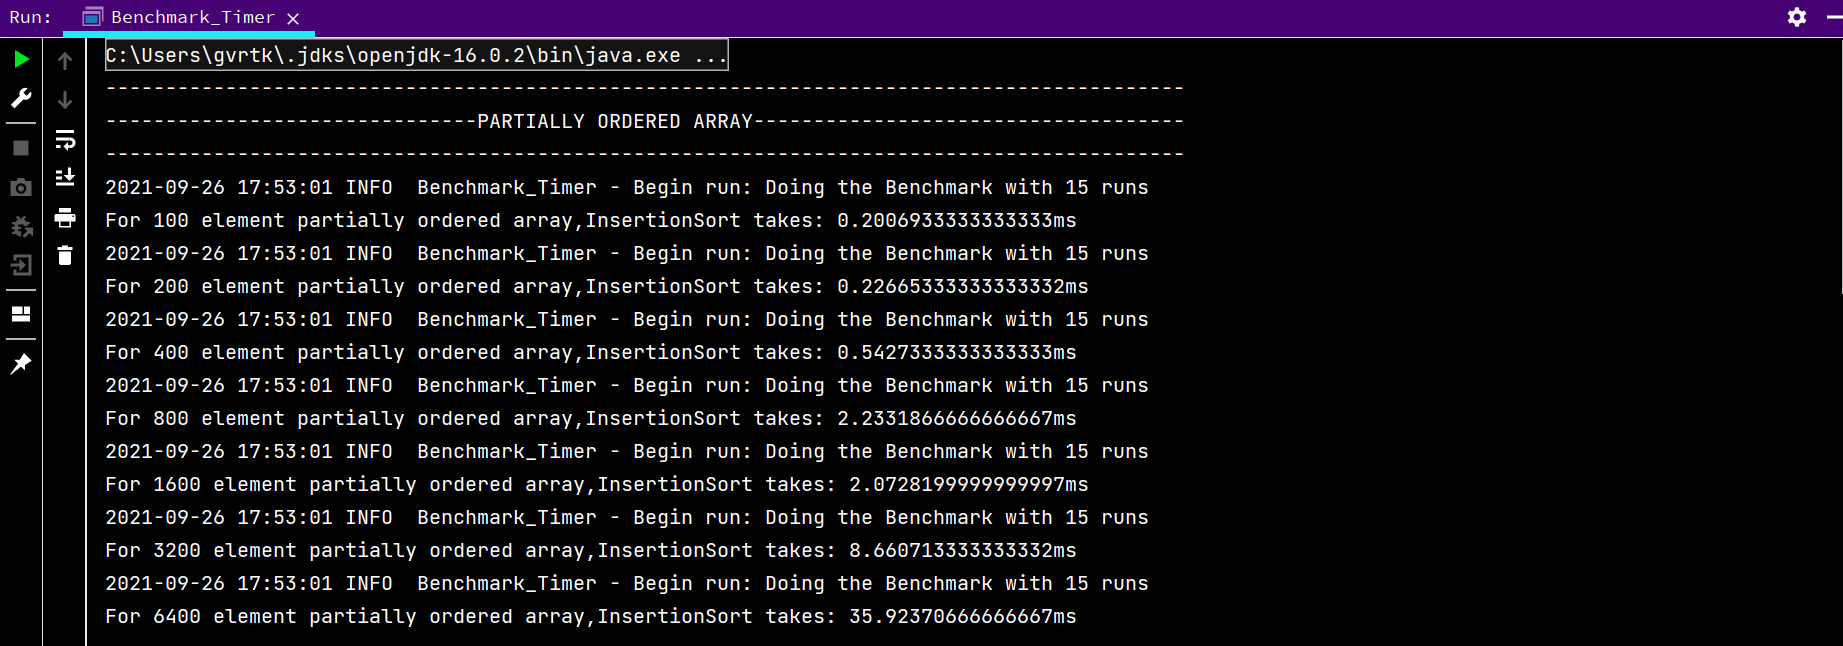 Run: Benchmark_Timer
C:\Users\gvrtk\.jdks\openjdk-16.0.2\bin\java.exe ...
------------------------------------------------------------------------------------------
-------------------------------PARTIALLY ORDERED ARRAY------------------------------------
------------------------------------------------------------------------------------------
2021-09-26 17:53:01 INFO  Benchmark_Timer - Begin run: Doing the Benchmark with 15 runs
For 100 element partially ordered array,InsertionSort takes: 0.2006933333333333ms
2021-09-26 17:53:01 INFO  Benchmark_Timer - Begin run: Doing the Benchmark with 15 runs
For 200 element partially ordered array,InsertionSort takes: 0.22665333333333332ms
2021-09-26 17:53:01 INFO  Benchmark_Timer - Begin run: Doing the Benchmark with 15 runs
For 400 element partially ordered array,InsertionSort takes: 0.5427333333333333ms
2021-09-26 17:53:01 INFO  Benchmark_Timer - Begin run: Doing the Benchmark with 15 runs
For 800 element partially ordered array,InsertionSort takes: 2.2331866666666667ms
2021-09-26 17:53:01 INFO  Benchmark_Timer - Begin run: Doing the Benchmark with 15 runs
For 1600 element partially ordered array,InsertionSort takes: 2.0728199999999997ms
2021-09-26 17:53:01 INFO  Benchmark_Timer - Begin run: Doing the Benchmark with 15 runs
For 3200 element partially ordered array,InsertionSort takes: 8.660713333333332ms
2021-09-26 17:53:01 INFO  Benchmark_Timer - Begin run: Doing the Benchmark with 15 runs
For 6400 element partially ordered array,InsertionSort takes: 35.92370666666667ms